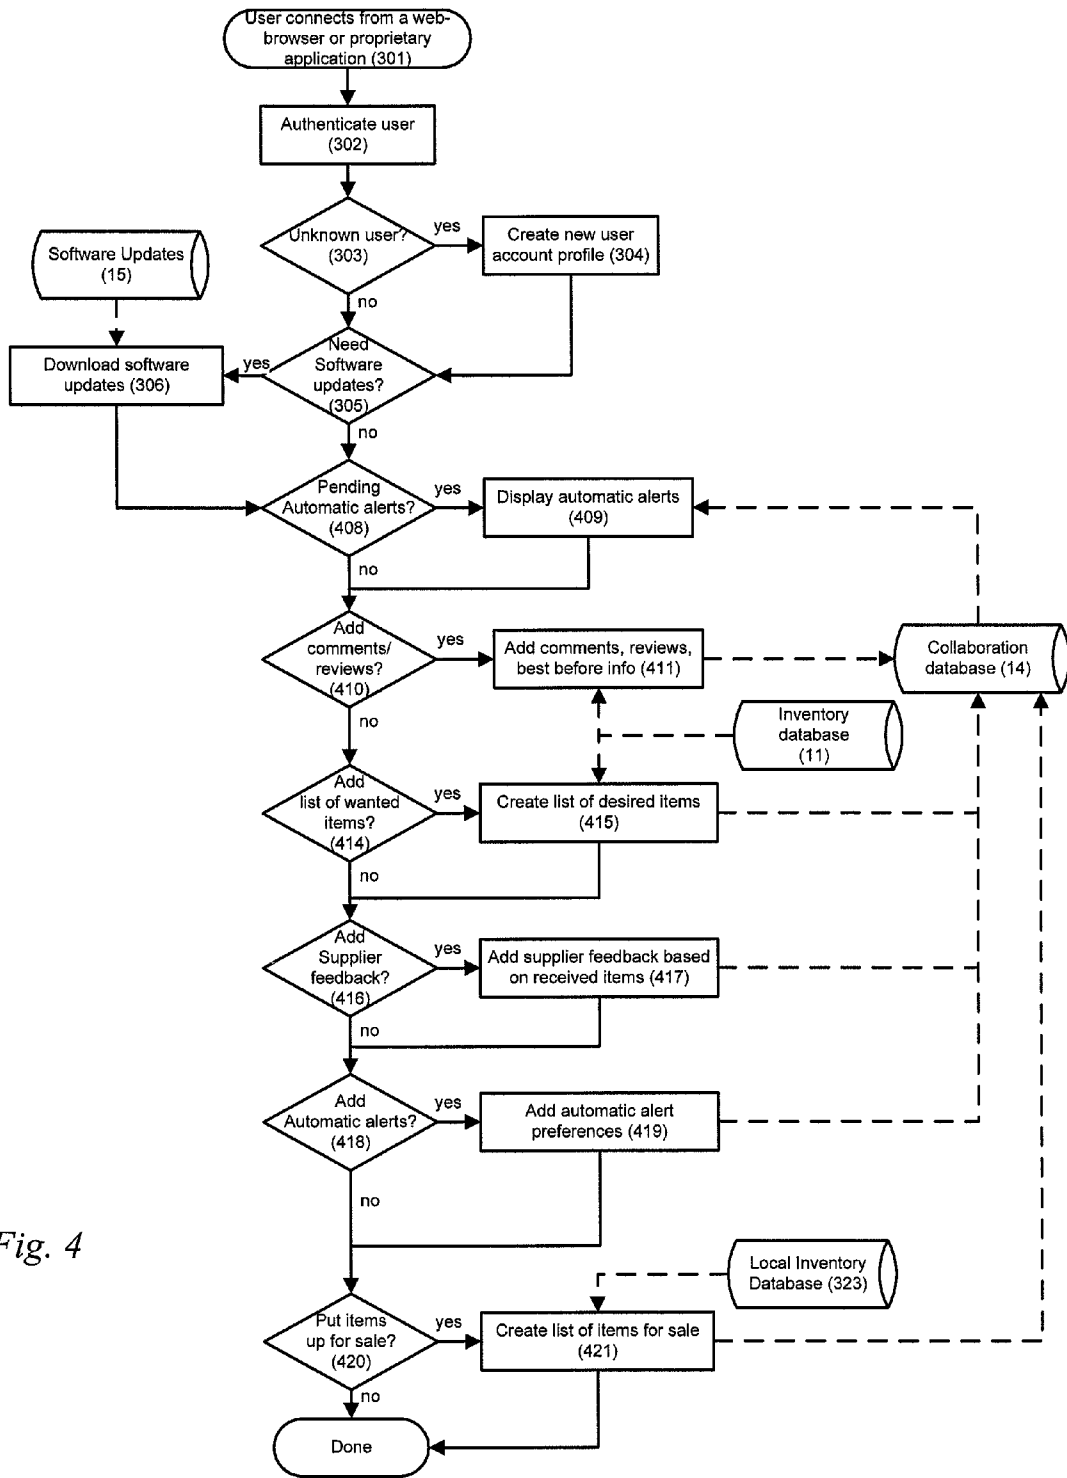 User connects from a web-
browser or proprietary
application (301)
Authenticate user
(302)
Unknown user?
(303)
yes
Create new user
account profile (304)
no
Software Updates
(15)
Need
Software
updates?
(305)
yes
Download software
updates (306)
no
Pending
Automatic alerts?
(408)
yes
Display automatic alerts
(409)
no
Add
comments/
reviews?
(410)
yes
Add comments, reviews,
best before info (411)
Collaboration
database (14)
no
Inventory
database
(11)
Add
list of wanted
items?
(414)
yes
Create list of desired items
(415)
no
Add
Supplier
feedback?
(416)
yes
Add supplier feedback based
on received items (417)
no
Add
Automatic alerts?
(418)
yes
Add automatic alert
preferences (419)
no
Fig. 4
Local Inventory
Database (323)
Put items
up for sale?
(420)
yes
Create list of items for sale
(421)
no
Done